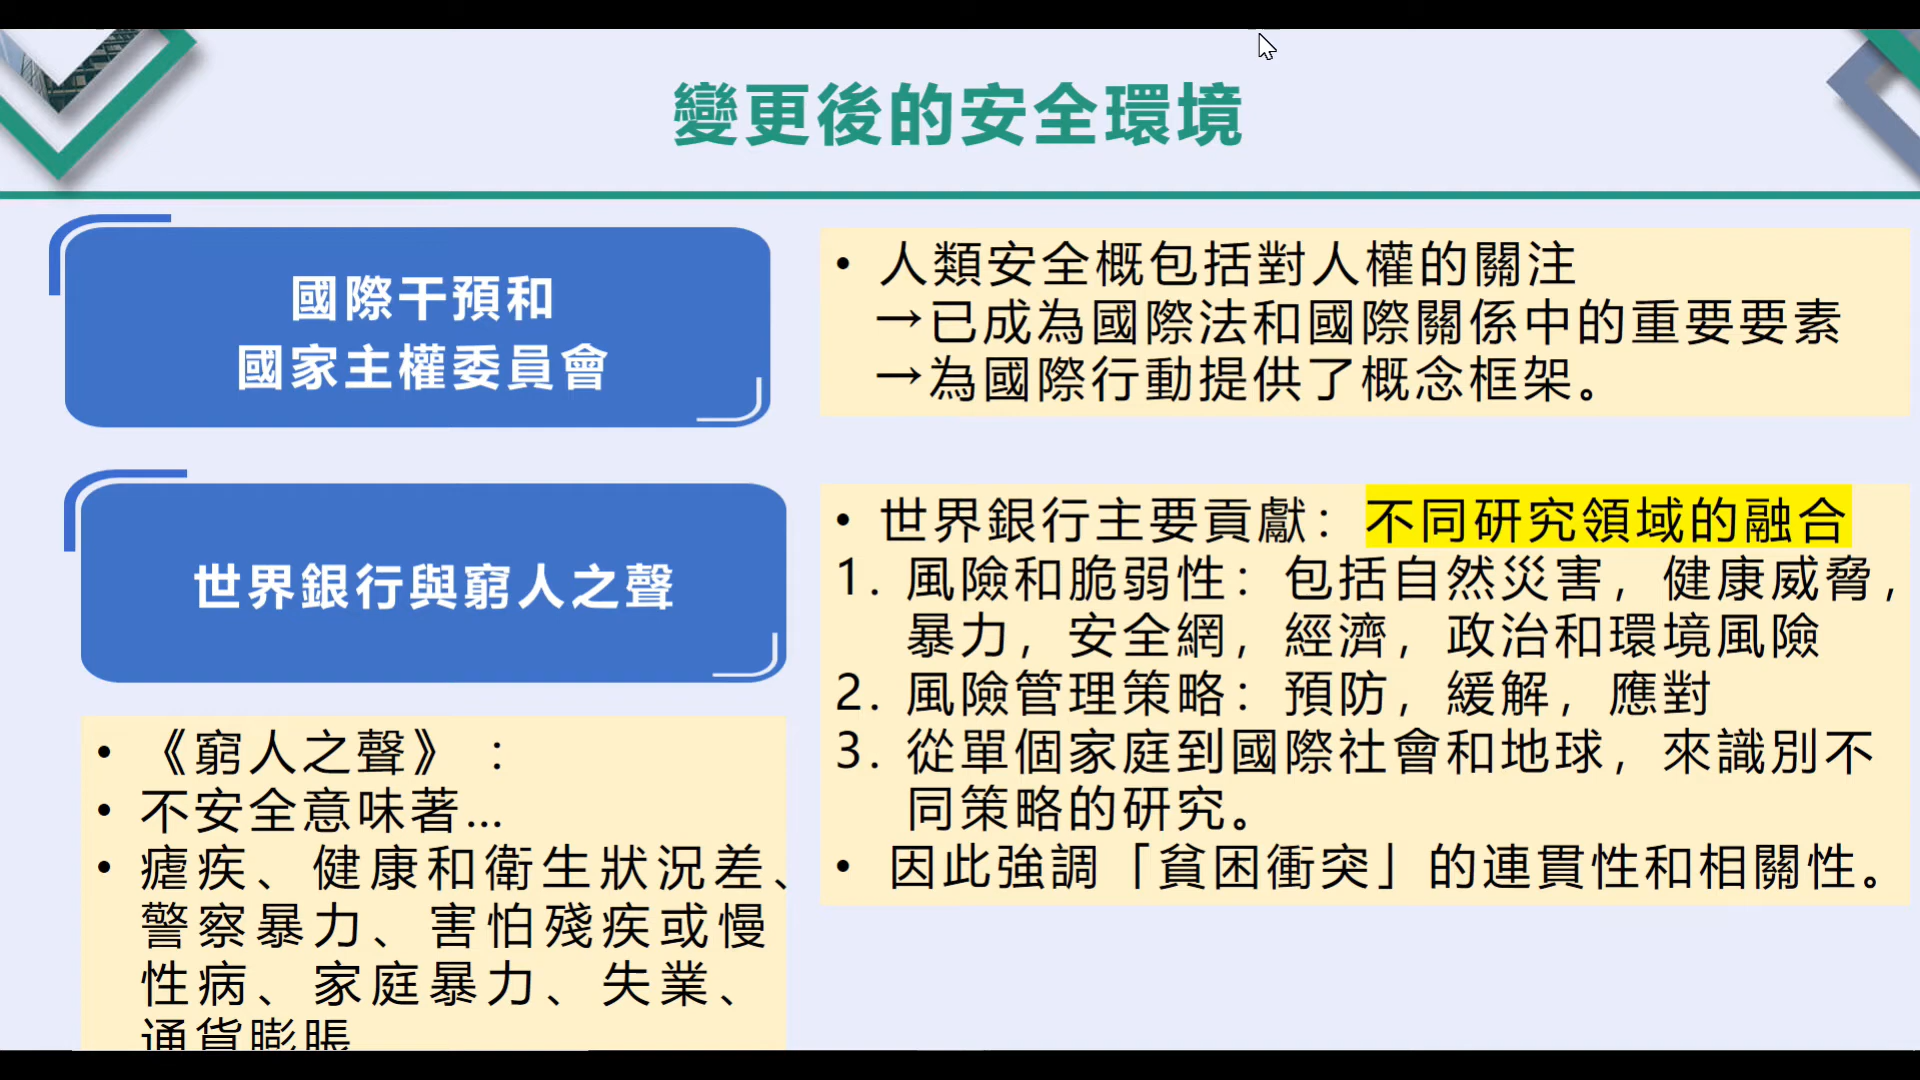 變更後的安全環境
國際干預和
國家主權委員會
• 人類安全概包括對人權的關注
→已成為國際法和國際關係中的重要要素
→為國際行動提供了概念框架。
世界銀行與窮人之聲
• 世界銀行主要貢獻：不同研究領域的融合
1. 風險和脆弱性：包括自然災害，健康威脅，
暴力，安全網，經濟，政治和環境風險
2. 風險管理策略：預防，緩解，應對
3. 從單個家庭到國際社會和地球，來識別不
同策略的研究。
• 因此強調「貧困衝突」的連貫性和相關性。
• 《窮人之聲》：
• 不安全意味著...
• 瘧疾、健康和衛生狀況差、
警察暴力、害怕殘疾或慢
性病、家庭暴力、失業、
通貨膨脹